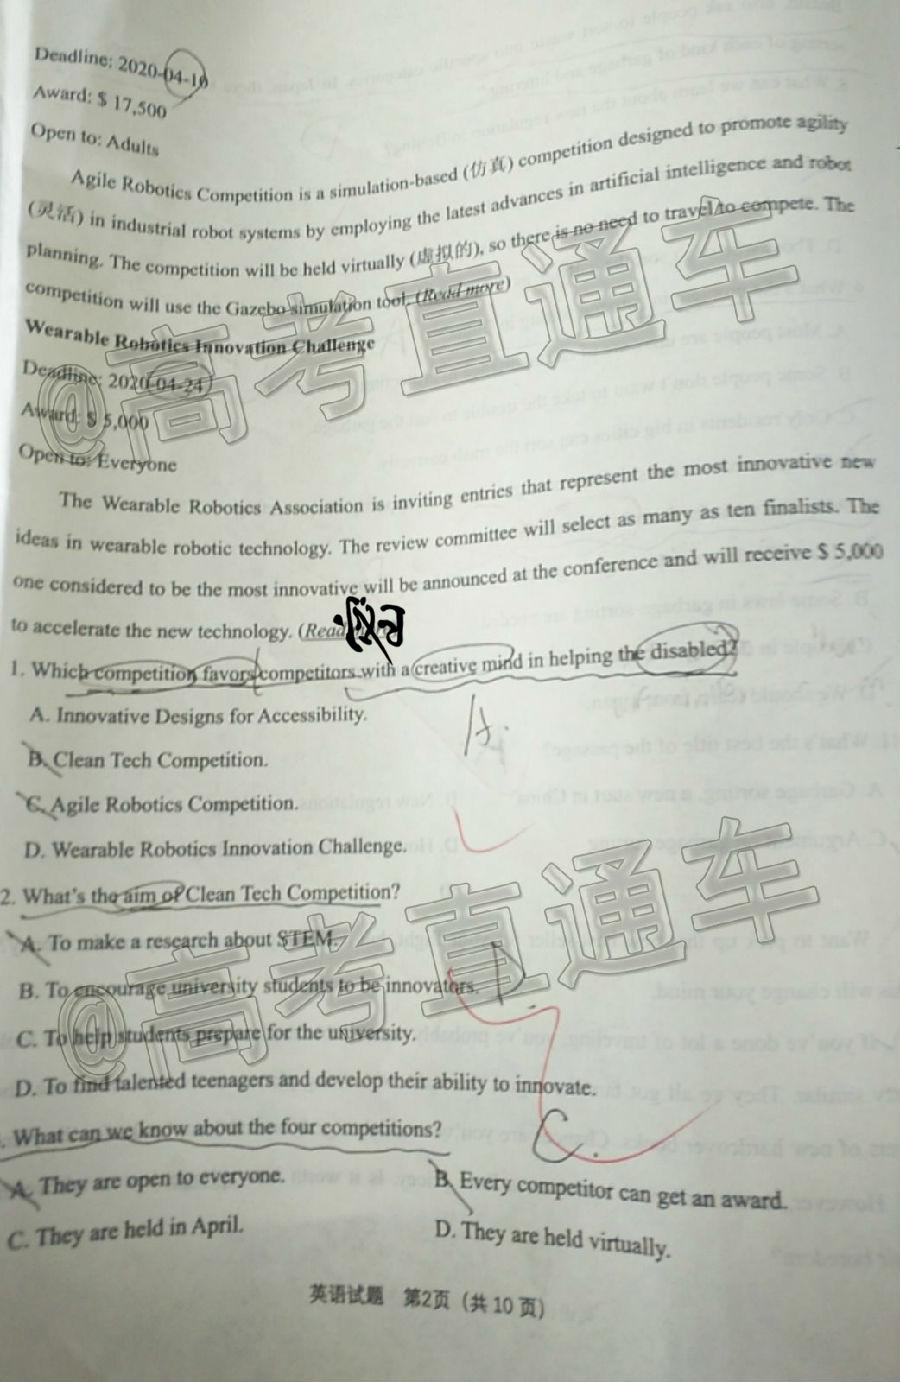 Deadline: 2020-04-10
Award: $ 17,500
Open to: Adults
Agile Robotics Competition is a simulation-based (仿真) competition designed to promote agility
(灵活) in industrial robot systems by employing the latest advances in artificial intelligence and robot
planning. The competition will be held virtually (虚拟的), so there is no need to travel to compete. The
competition will use the Gazebo simulation tool. (Read more)
Wearable Robotics Innovation Challenge
Deadline: 2020-04-24
Award: $ 5,000
Open to: Everyone
The Wearable Robotics Association is inviting entries that represent the most innovative new
ideas in wearable robotic technology. The review committee will select as many as ten finalists. The
one considered to be the most innovative will be announced at the conference and will receive $ 5,000
to accelerate the new technology. (Read
1. Which competition favors competitors with a creative mind in helping the disabled?
A. Innovative Designs for Accessibility.
A.
B. Clean Tech Competition.
C. Agile Robotics Competition.
D. Wearable Robotics Innovation Challenge.
2. What's the aim of Clean Tech Competition?
A. To make a research about STEM.
B. To encourage university students to be innovators.
D.
C. To help students prepare for the university.
D. To find talented teenagers and develop their ability to innovate.
. What can we know about the four competitions?
C.
A. They are open to everyone.
B. Every competitor can get an award.
C. They are held in April.
D. They are held virtually.
英语试题 第2页 (共 10 页)
@高考直通车
@高考直通车